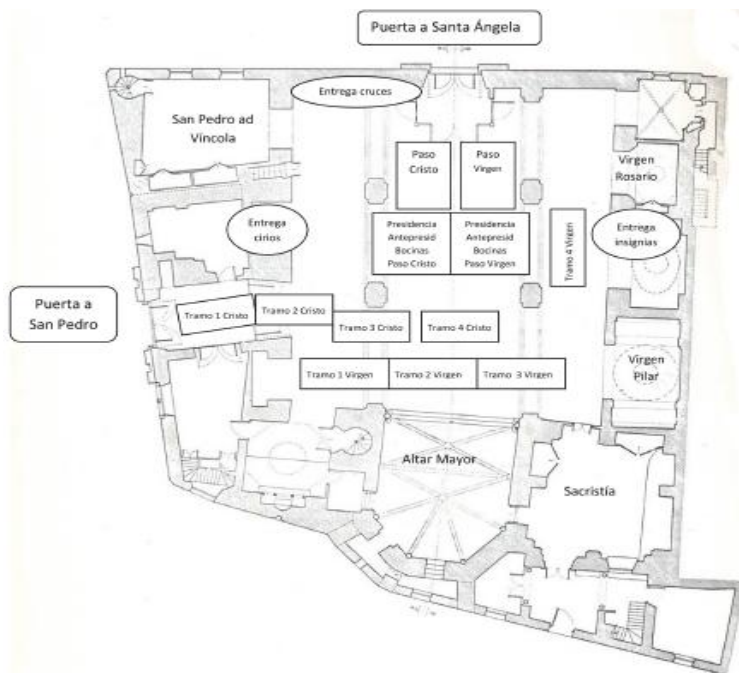 Puerta a Santa Ángela
Entrega cruces
San Pedro ad
Víncola
Paso
Cristo
Paso
Virgen
Virgen
Rosario
Entrega
cirios
Presidencia
Antepresid
Bocinas
Paso Cristo
Presidencia
Antepresid
Bocinas
Paso Virgen
Tramo 4 Virgen
Entrega
insignias
Puerta a
San Pedro
Tramo 1 Cristo
Tramo 2 Cristo
Tramo 3 Cristo
Tramo 4 Cristo
Tramo 1 Virgen
Tramo 2 Virgen
Tramo 3 Virgen
Virgen
Pilar
Altar Mayor
Sacristía